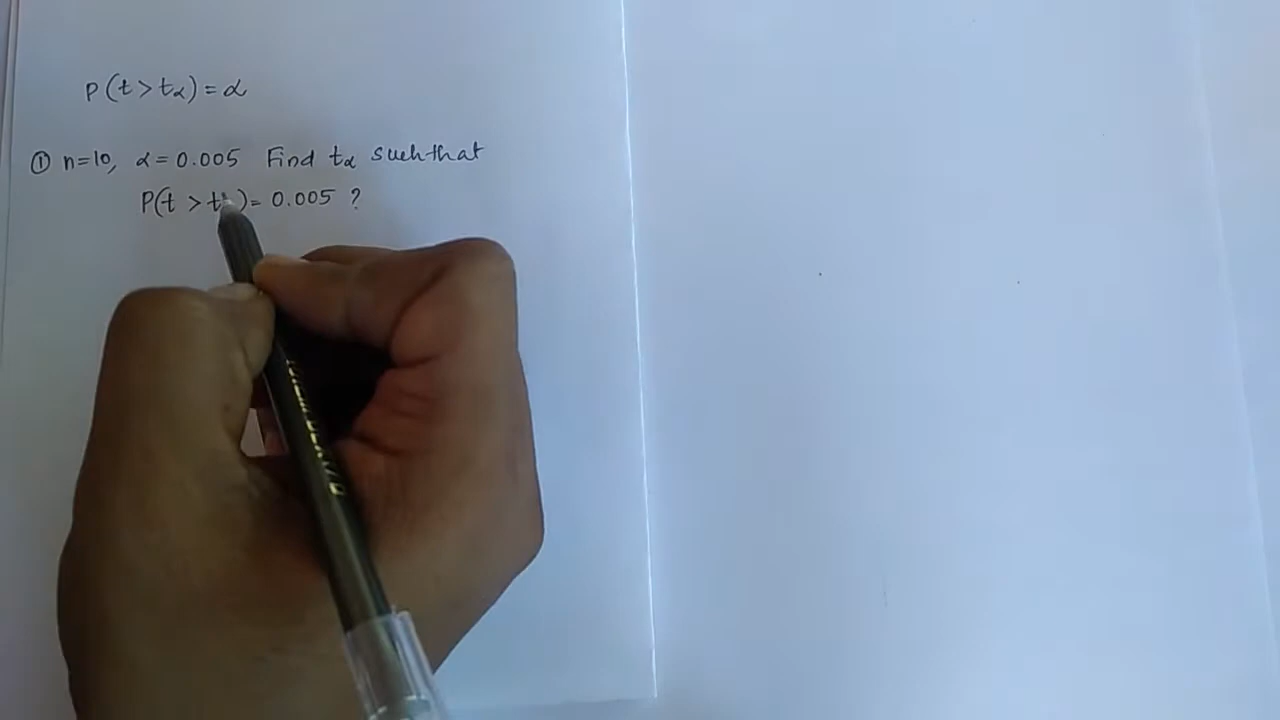 P(t > tα) = α
① n=10, α = 0.005 Find tα such that
P(t > t ) = 0.005 ?